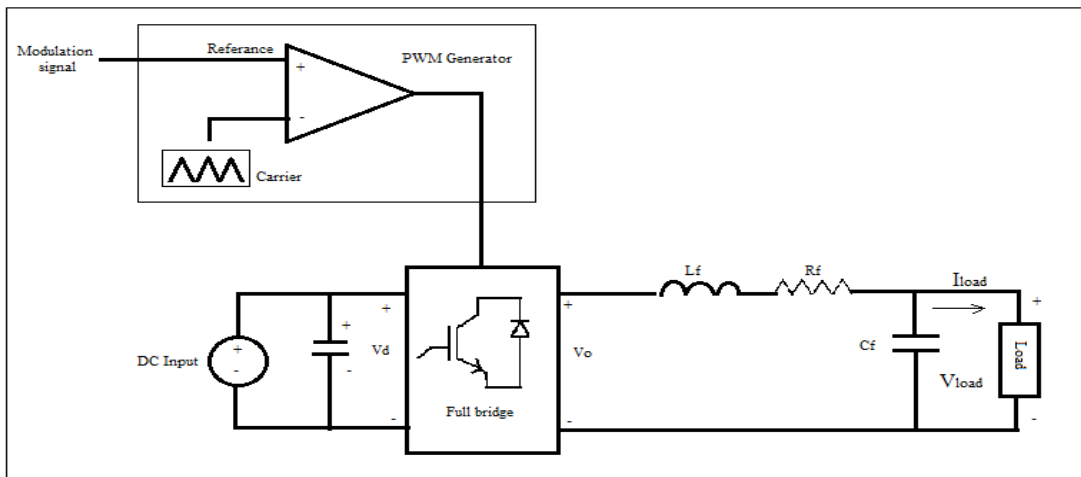 Modulation
signal
Referance
+
-
PWM Generator
Carrier
Lf
Rf
Iload
DC Input
+
-
+
-
+
Vd
-
Full bridge
+
Vo
-
Cf
Vload
+
Load
-